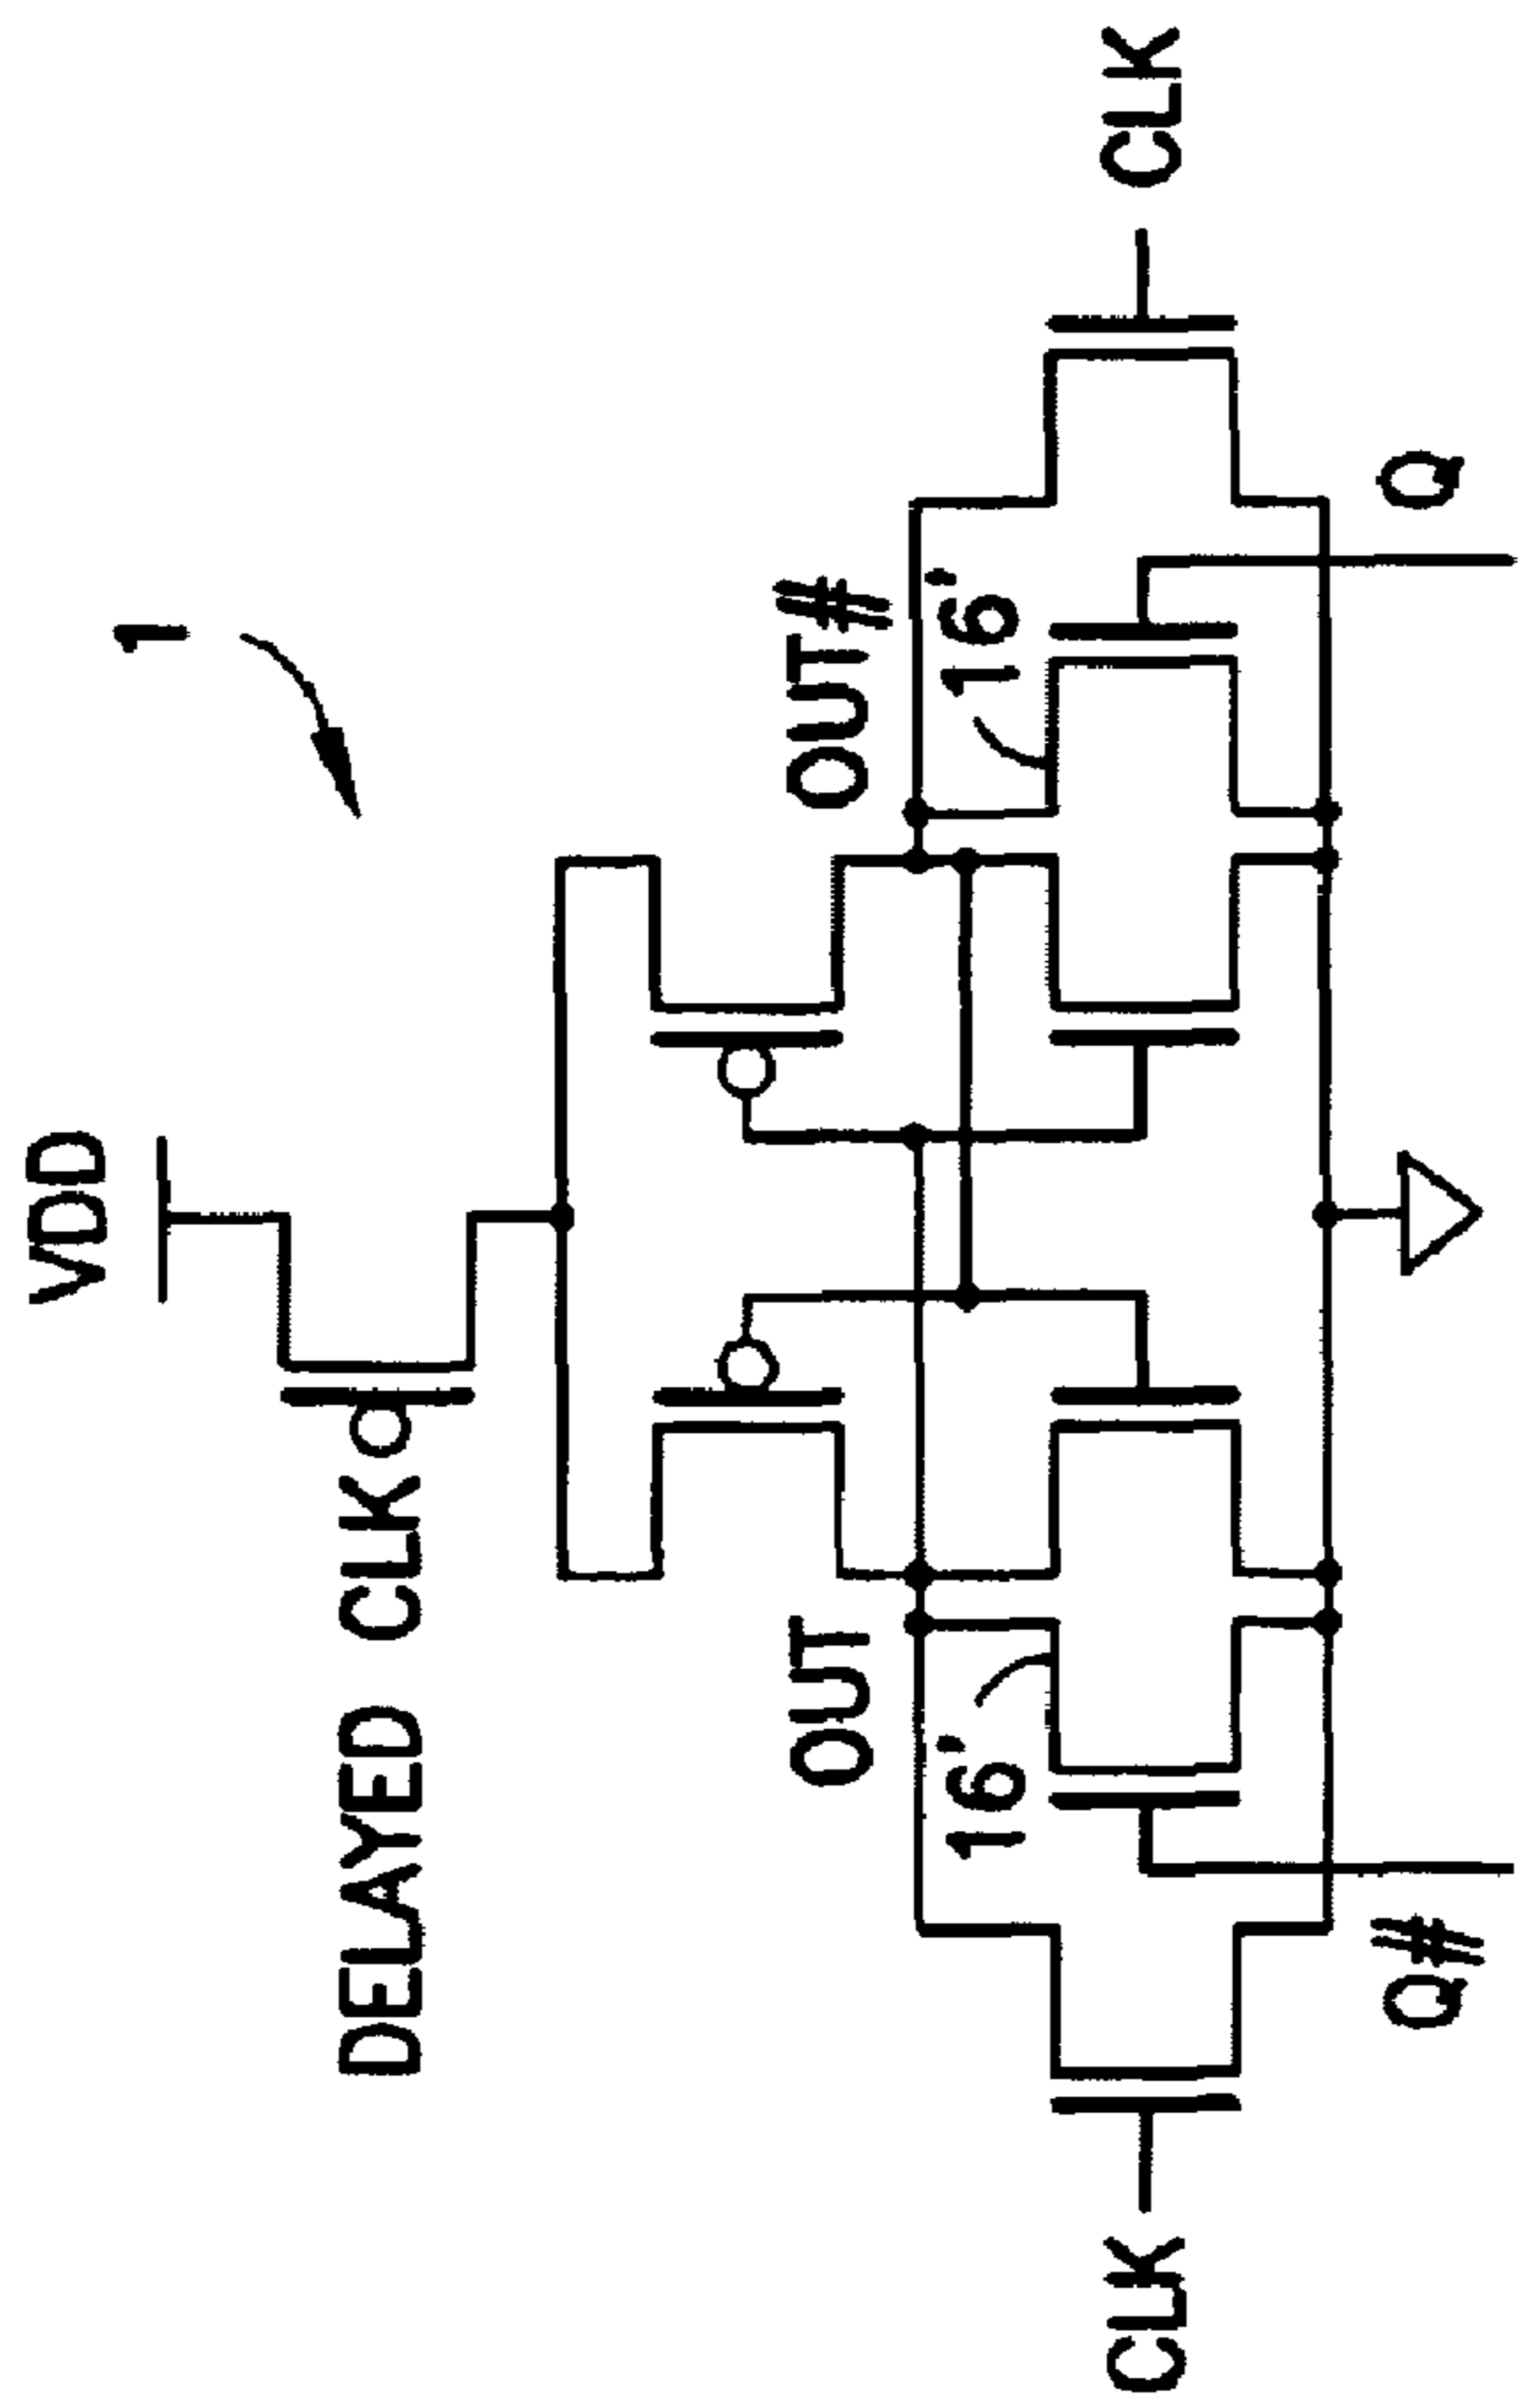 1
VDD
DELAYED CLK
OUT
OUT#
16'
16'
CLK
CLK
Q#
Q